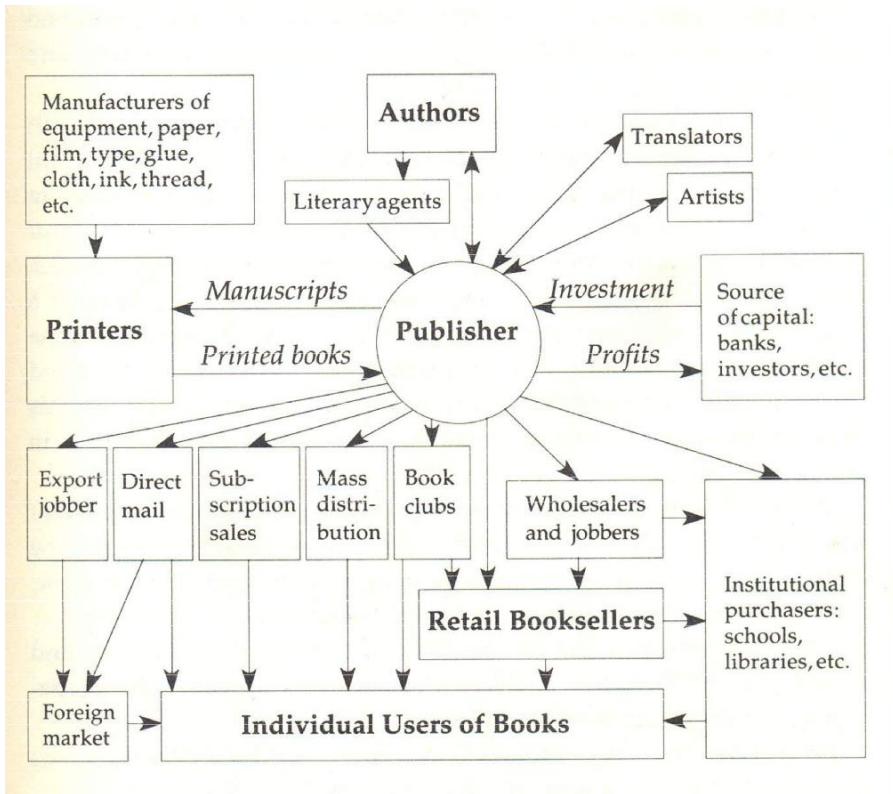 Manufacturers of
equipment, paper,
film, type, glue,
cloth, ink, thread,
etc.
Authors
Translators
Literary agents
Artists
Printers
Manuscripts
Printed books
Publisher
Investment
Profits
Source
of capital:
banks,
investors, etc.
Export
jobber
Direct
mail
Sub-
scription
sales
Mass
distri-
bution
Book
clubs
Wholesalers
and jobbers
Retail Booksellers
Institutional
purchasers:
schools,
libraries, etc.
Foreign
market
Individual Users of Books